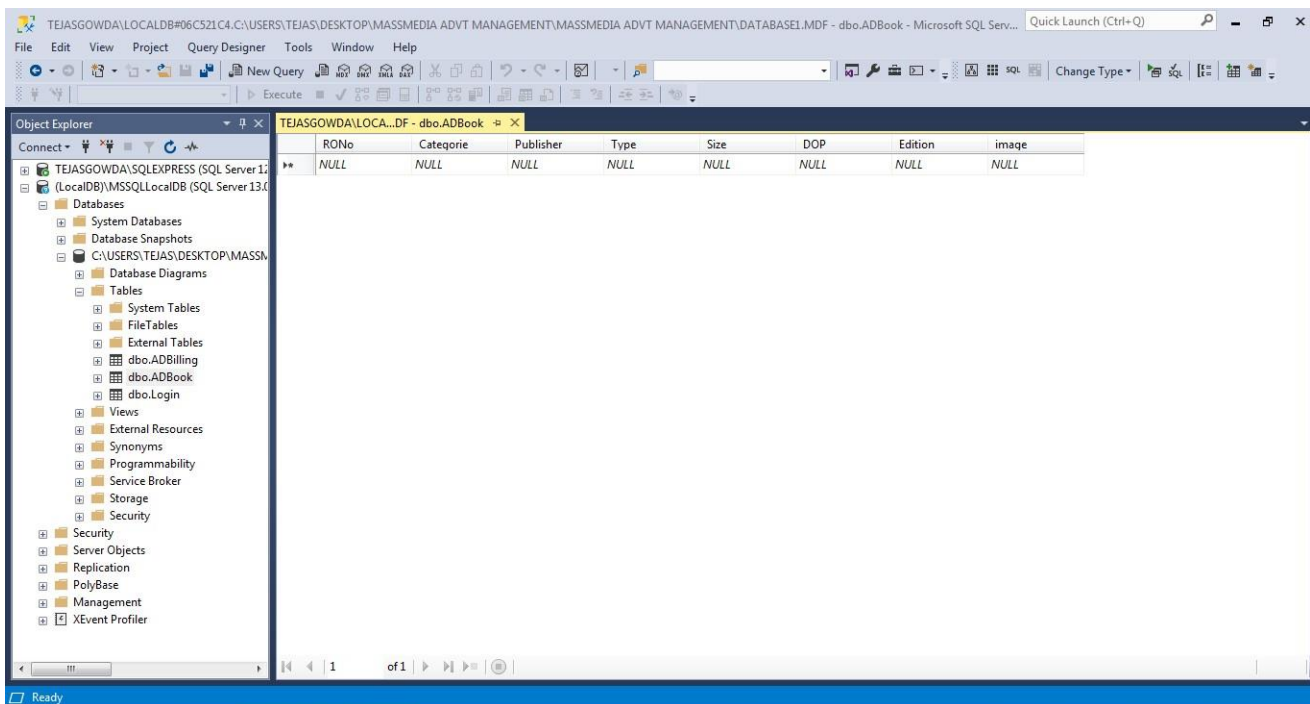 TEJASGOWDA\LOCALDB#06C521C4.C:\USERS\TEJAS\DESKTOP\MASSMEDIA ADVT MANAGEMENT\MASSMEDIA ADVT MANAGEMENT\DATABASE1.MDF - dbo.ADBook - Microsoft SQL Serv... Quick Launch (Ctrl+Q)
File Edit View Project Query Designer Tools Window Help
New Query MDX DMX XMLA DAX SQL Change Type
Execute
Object Explorer
Connect
TEJASGOWDA\SQLEXPRESS (SQL Server 12
(LocalDB)\MSSQLLocalDB (SQL Server 13.0
Databases
System Databases
Database Snapshots
C:\USERS\TEJAS\DESKTOP\MASSM
Database Diagrams
Tables
System Tables
FileTables
External Tables
dbo.ADBilling
dbo.ADBook
dbo.Login
Views
External Resources
Synonyms
Programmability
Service Broker
Storage
Security
Security
Server Objects
Replication
PolyBase
Management
XEvent Profiler
TEJASGOWDA\LOCA...DF - dbo.ADBook
RONo Categorie Publisher Type Size DOP Edition image
NULL NULL NULL NULL NULL NULL NULL NULL
1 of 1
Ready